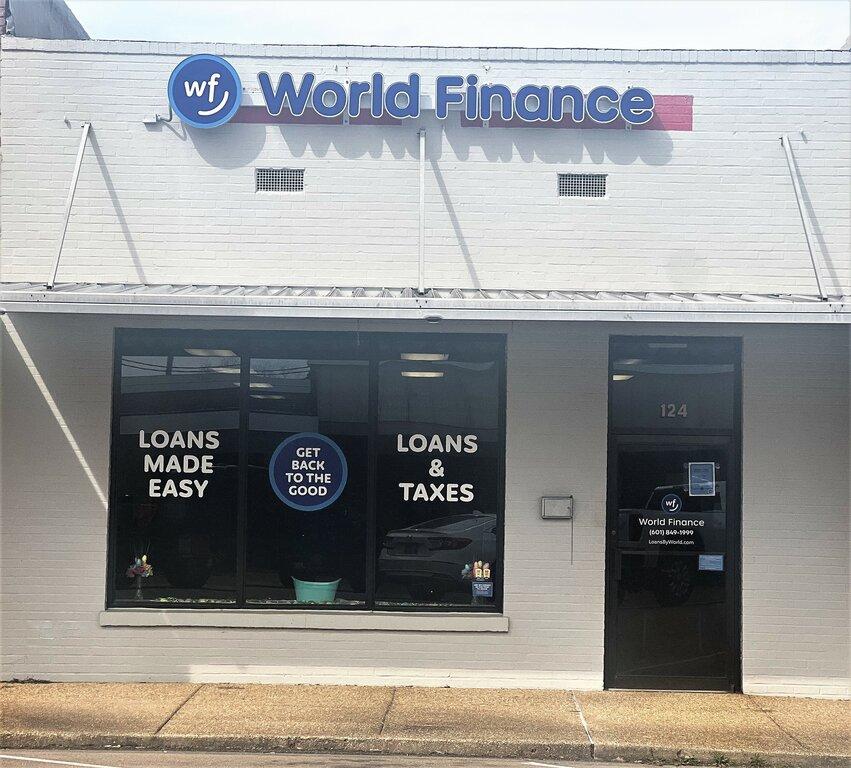 wf World Finance
LOANS
MADE
EASY
GET
BACK
TO THE
GOOD
LOANS
&
TAXES
124
wf
World Finance
(601) 849-1999
LoansByWorld.com